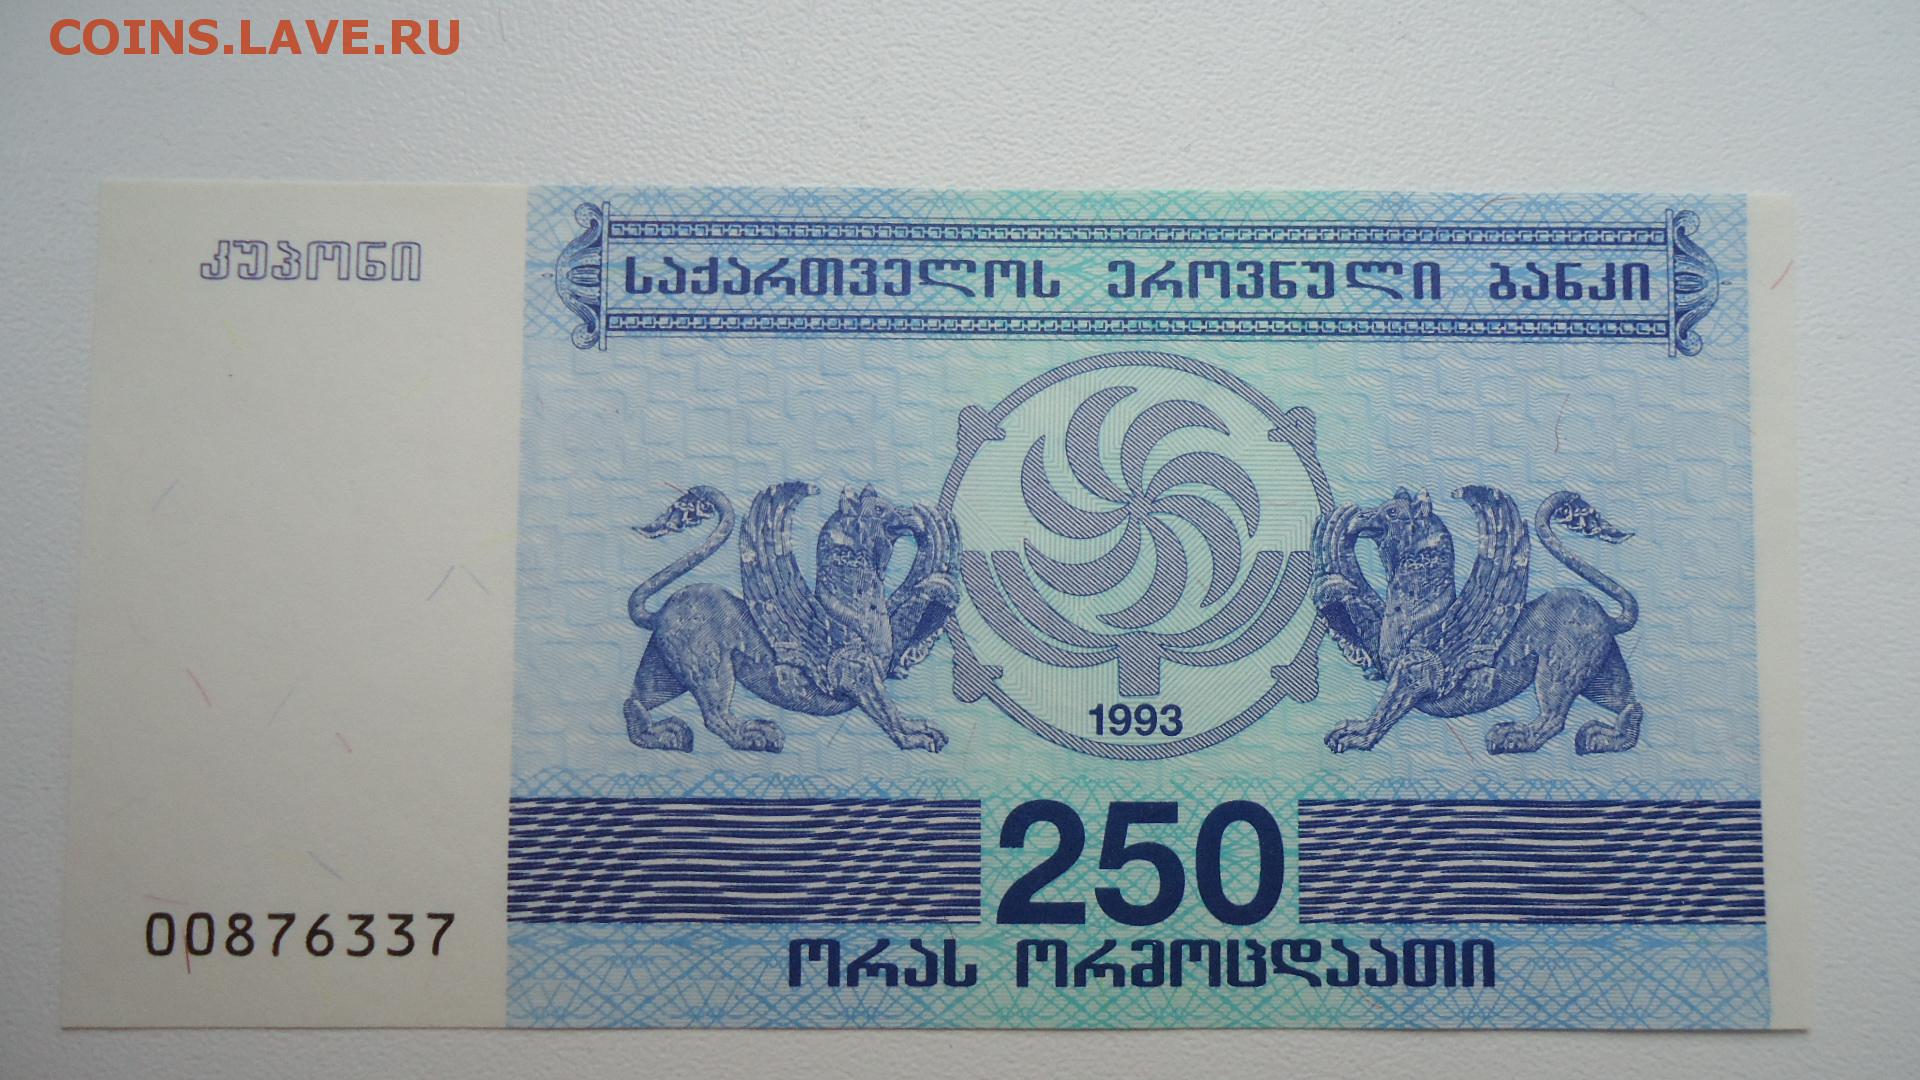 COINS.LAVE.RU
კუპონი
საქართველოს ეროვნული ბანკი
1993
250
00876337
ორას ორმოცდაათი